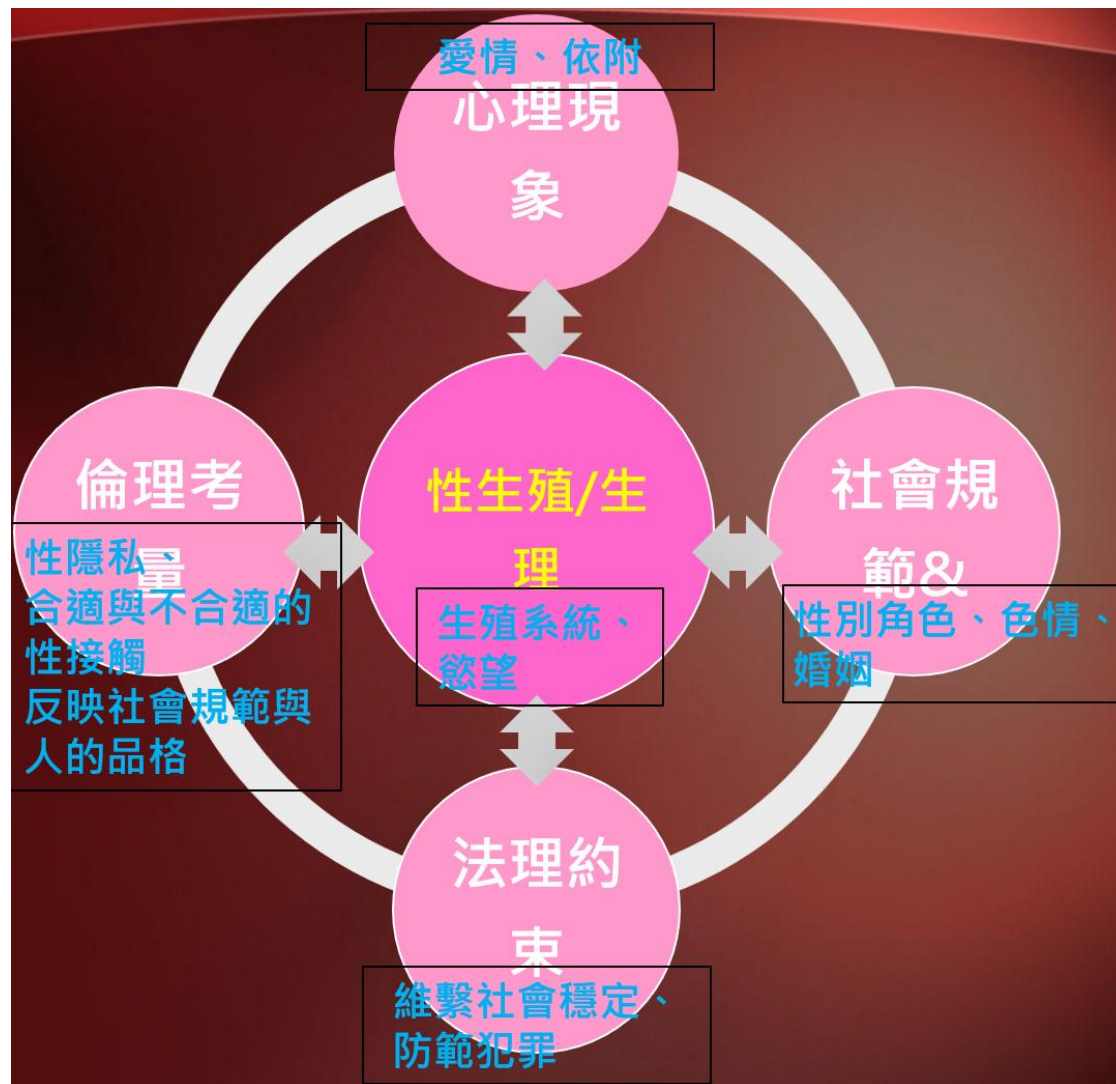 愛情、依附
心理現
象
倫理考
量
性隱私、
合適與不合適的
性接觸
反映社會規範與
人的品格
性生殖/生
理
生殖系統、
慾望
社會規
範&
性別角色、色情、
婚姻
法理約
束
維繫社會穩定、
防範犯罪